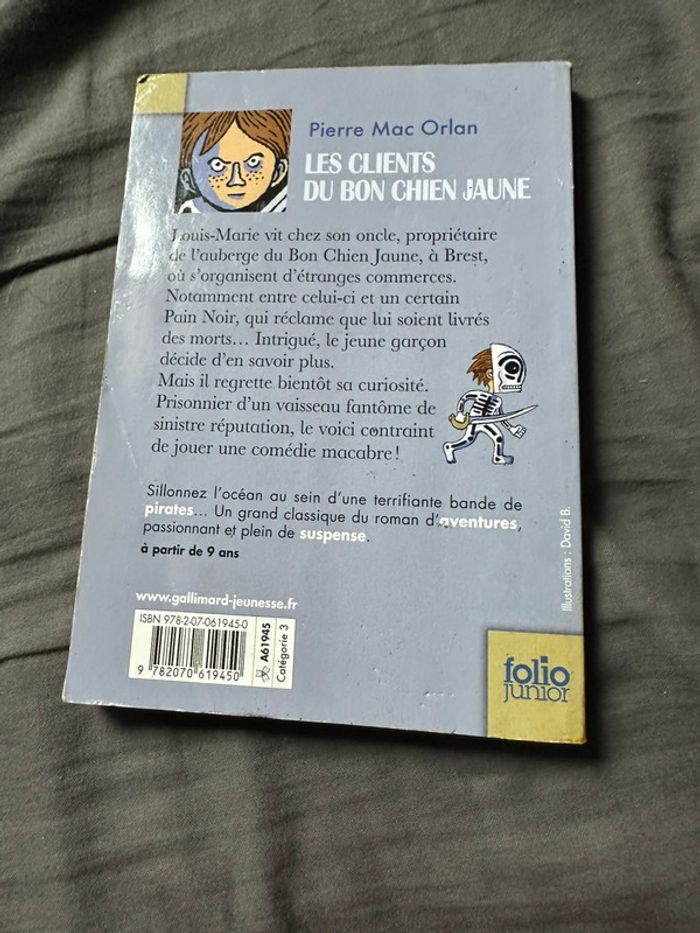 Pierre Mac Orlan
LES CLIENTS
DU BON CHIEN JAUNE
Louis-Marie vit chez son oncle, propriétaire
de l'auberge du Bon Chien Jaune, à Brest,
où s'organisent d'étranges commerces.
Notamment entre celui-ci et un certain
Pain Noir, qui réclame que lui soient livrés
des morts... Intrigué, le jeune garçon
décide d'en savoir plus.
Mais il regrette bientôt sa curiosité.
Prisonnier d'un vaisseau fantôme de
sinistre réputation, le voici contraint
de jouer une comédie macabre !
Sillonnez l'océan au sein d'une terrifiante bande de
pirates... Un grand classique du roman d'aventures,
passionnant et plein de suspense.
à partir de 9 ans
Illustrations : David B.
www.gallimard-jeunesse.fr
ISBN 978-2-07-061945-0
9 782070 619450
A61945
Catégorie 3
folio
junior